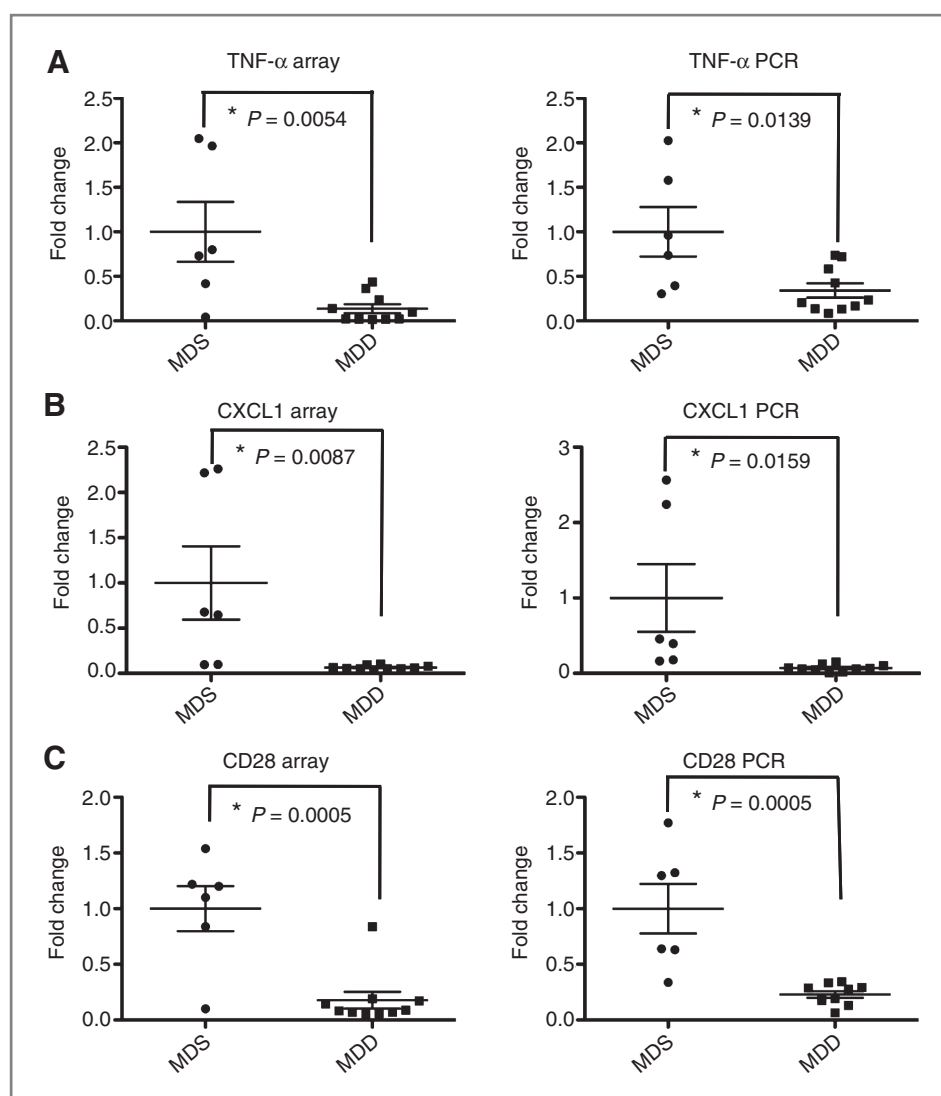 A
TNF-α array
Fold change
2.5
2.0
1.5
1.0
0.5
0.0
* P = 0.0054
MDS
MDD
TNF-α PCR
Fold change
2.5
2.0
1.5
1.0
0.5
0.0
* P = 0.0139
MDS
MDD
B
CXCL1 array
Fold change
2.5
2.0
1.5
1.0
0.5
0.0
* P = 0.0087
MDS
MDD
CXCL1 PCR
Fold change
3
2
1
0
* P = 0.0159
MDS
MDD
C
CD28 array
Fold change
2.0
1.5
1.0
0.5
0.0
* P = 0.0005
MDS
MDD
CD28 PCR
Fold change
2.0
1.5
1.0
0.5
0.0
* P = 0.0005
MDS
MDD